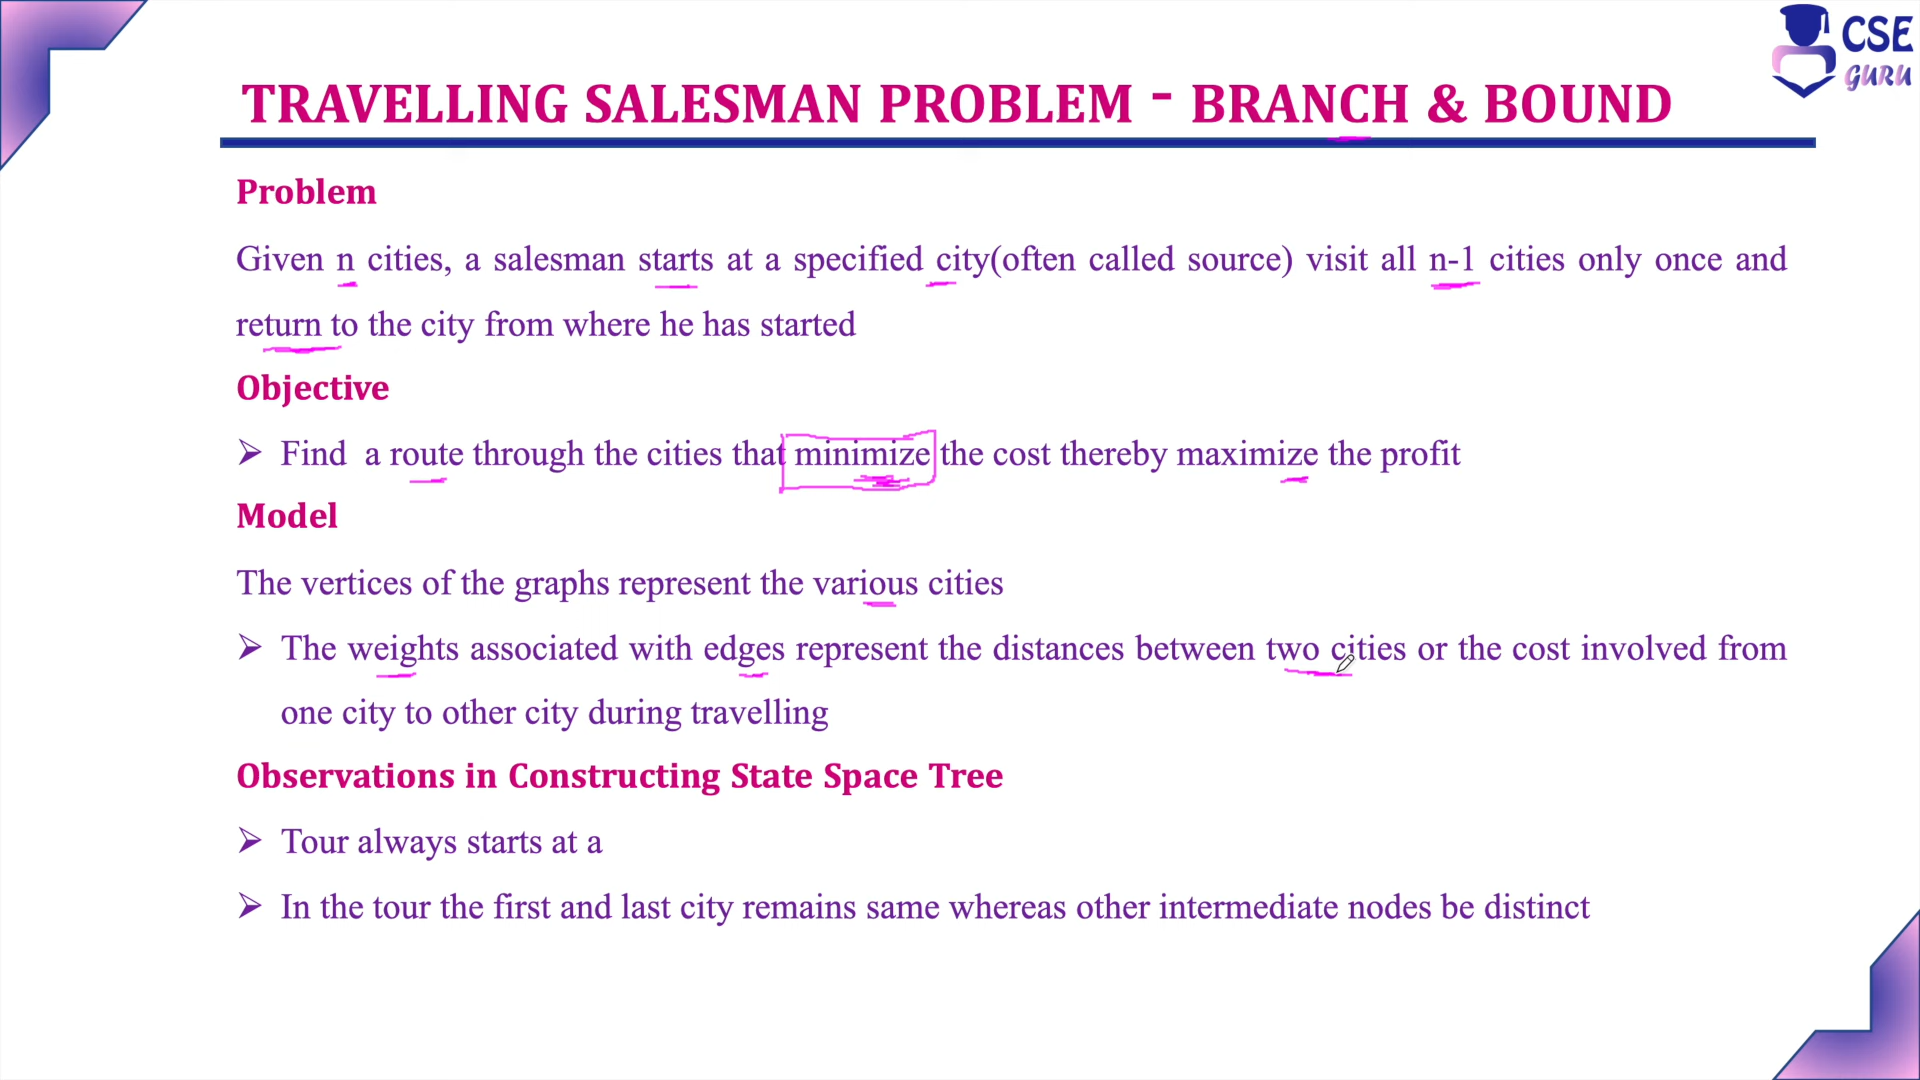 CSE
GURU
TRAVELLING SALESMAN PROBLEM - BRANCH & BOUND
Problem
Given n cities, a salesman starts at a specified city(often called source) visit all n-1 cities only once and
return to the city from where he has started
Objective
➢ Find a route through the cities that minimize the cost thereby maximize the profit
Model
The vertices of the graphs represent the various cities
➢ The weights associated with edges represent the distances between two cities or the cost involved from
one city to other city during travelling
Observations in Constructing State Space Tree
➢ Tour always starts at a
➢ In the tour the first and last city remains same whereas other intermediate nodes be distinct